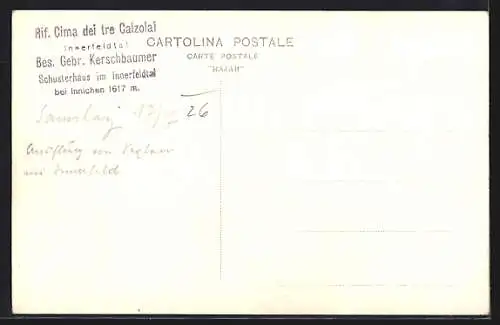 Rif. Cima dei tre Calzolai
Innerfeldtal
Bes. Gebr. Kerschbaumer
Schusterhaus im Innerfeldtal
bei Innichen 1617 m.
CARTOLINA POSTALE
CARTE POSTALE
Samstag 17/ 26
Ausflug von
ins Innerfeld